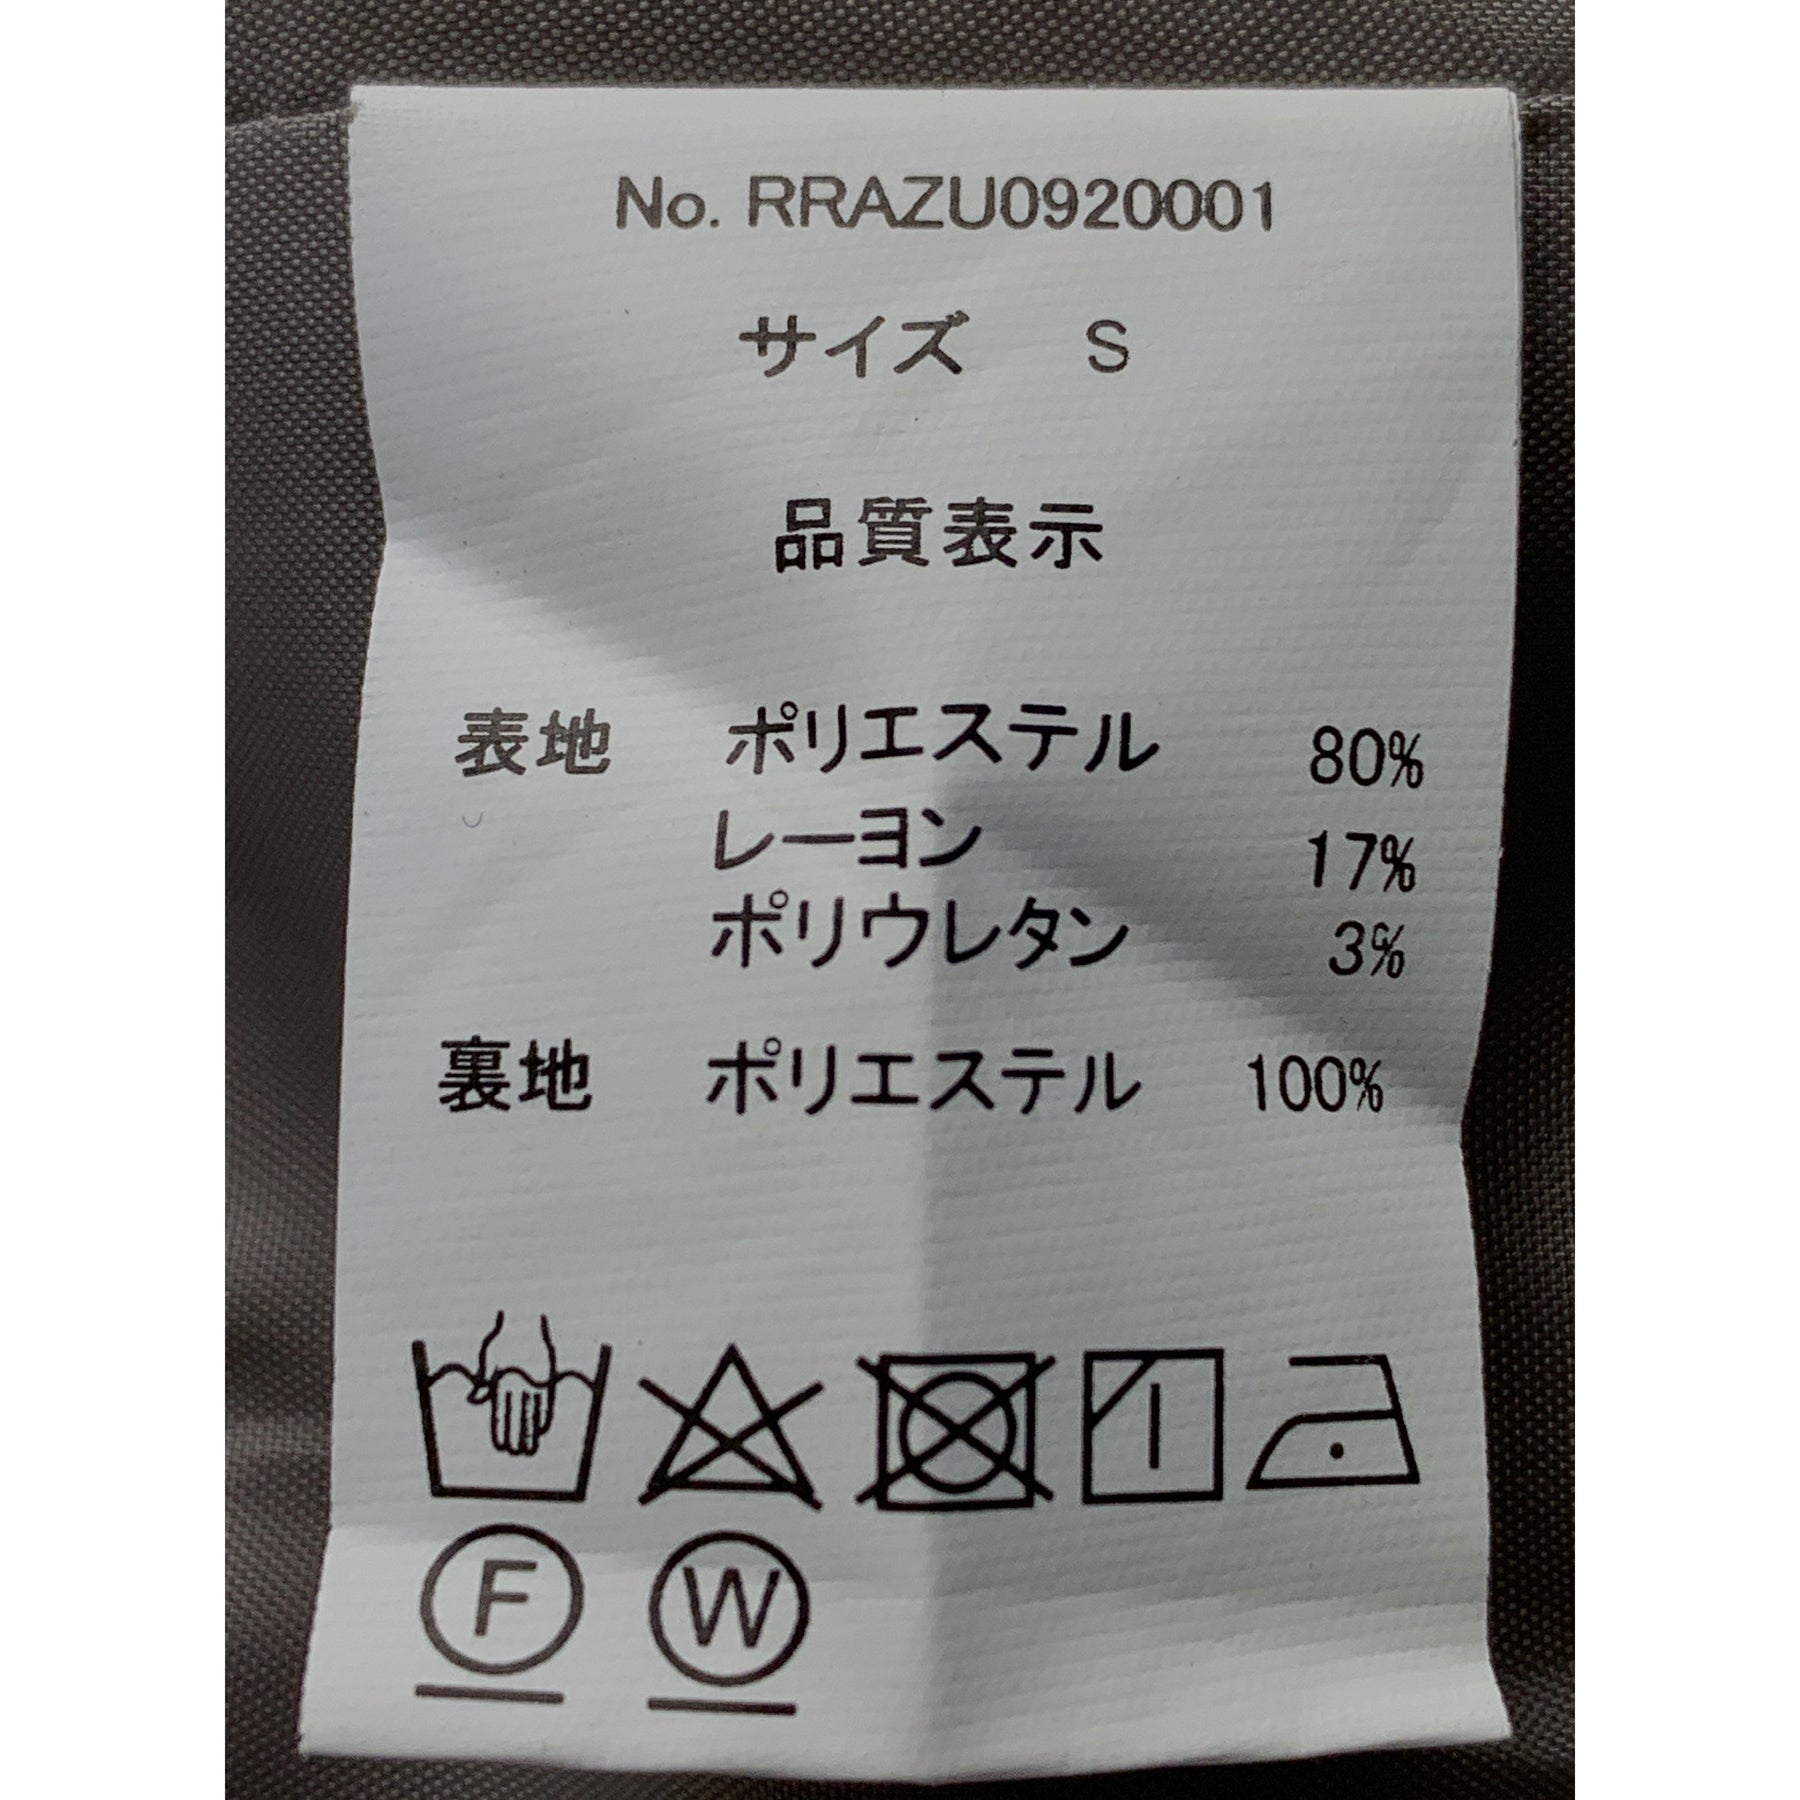 No. RRAZU0920001
サイズ S
品質表示
表地 ポリエステル 80%
レーヨン 17%
ポリウレタン 3%
裏地 ポリエステル 100%
F W